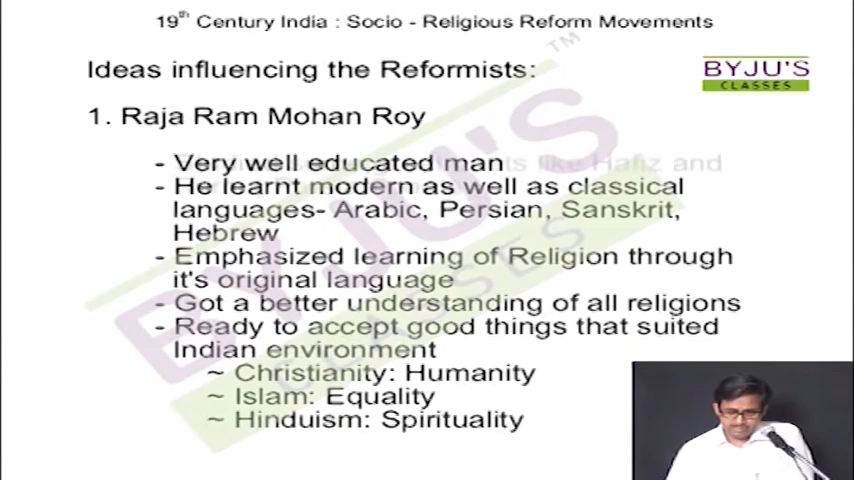 19th Century India : Socio - Religious Reform Movements
Ideas influencing the Reformists:
BYJU'S
CLASSES
1. Raja Ram Mohan Roy
- Very well educated man
- He learnt modern as well as classical
languages- Arabic, Persian, Sanskrit,
Hebrew
- Emphasized learning of Religion through
it's original language
- Got a better understanding of all religions
- Ready to accept good things that suited
Indian environment
~ Christianity: Humanity
~ Islam: Equality
~ Hinduism: Spirituality
BYJU'S
CLASSES
TM